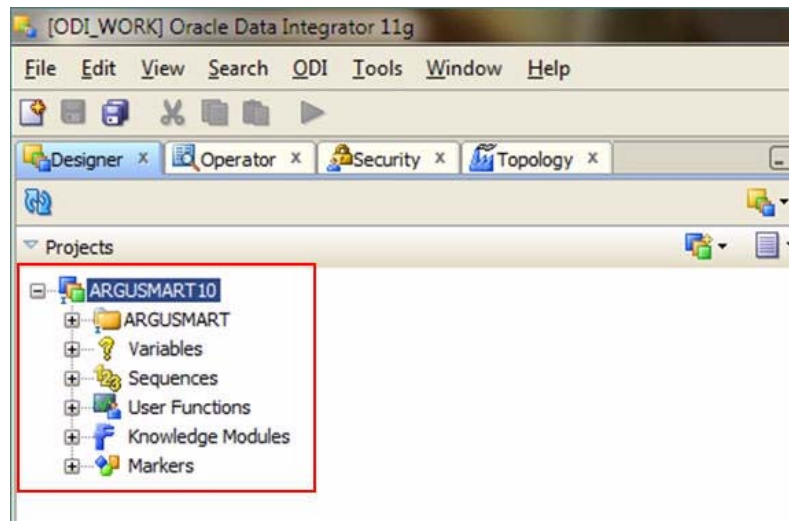 [ODI_WORK] Oracle Data Integrator 11g
File Edit View Search ODI Tools Window Help
Designer x Operator x Security x Topology x
Projects
ARGUSMART10
ARGUSMART
Variables
Sequences
User Functions
Knowledge Modules
Markers